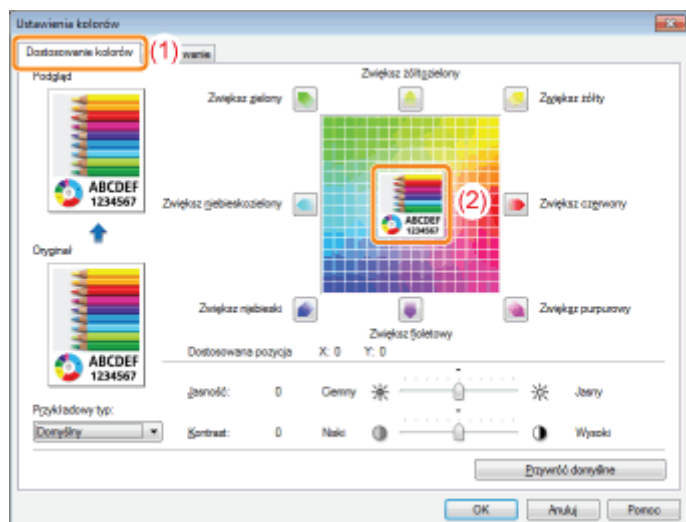 Ustawienia kolorów
Dostosowanie kolorów (1) wanie
Podgląd
Zwiększ żółtozielony
Zwiększ zielony
Zwiększ żółty
ABCDEF
1234567
Zwiększ niebieskozielony
ABCDEF
1234567
(2)
Zwiększ czerwony
Oryginał
Zwiększ niebieski
Zwiększ purpurowy
Zwiększ fioletowy
ABCDEF
1234567
Dostosowana pozycja X: 0 Y: 0
Jasność: 0 Ciemny Jasny
Przykładowy typ:
Domyślny
Kontrast: 0 Niski Wysoki
Przywróć domyślne
OK Anuluj Pomoc